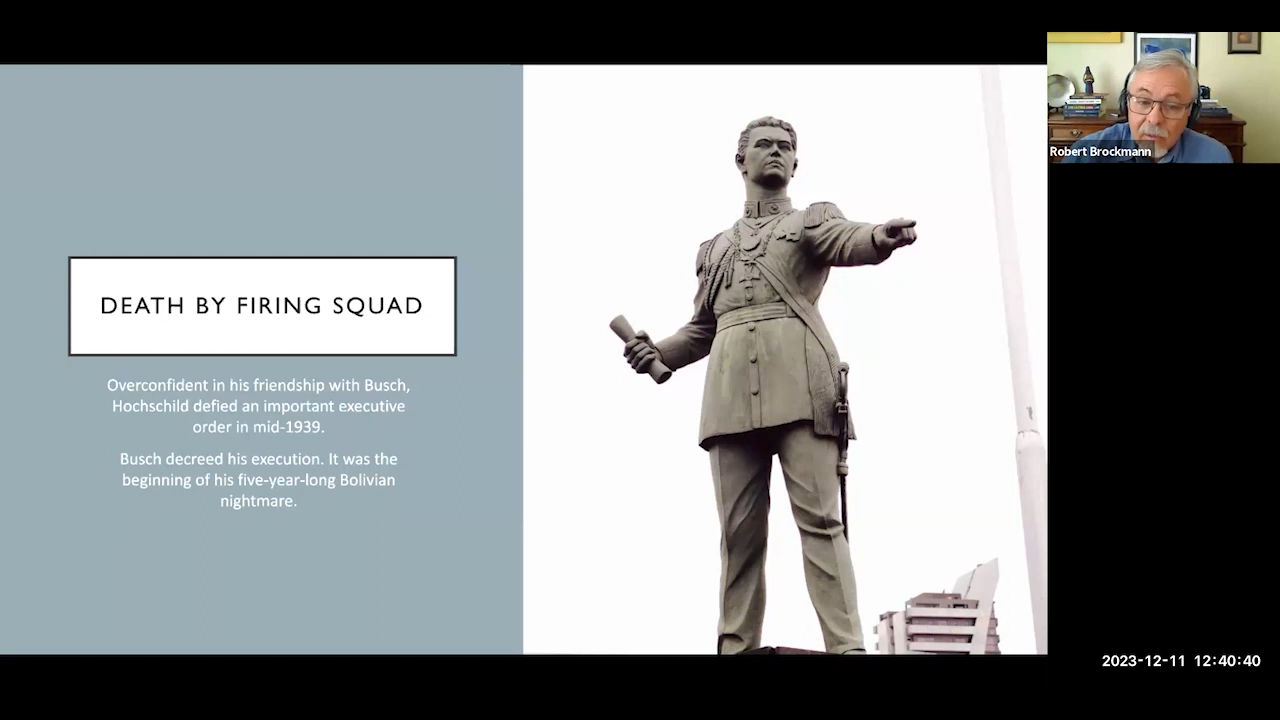 DEATH BY FIRING SQUAD
Overconfident in his friendship with Busch,
Hochschild defied an important executive
order in mid-1939.
Busch decreed his execution. It was the
beginning of his five-year-long Bolivian
nightmare.
Robert Brockmann
2023-12-11 12:40:40